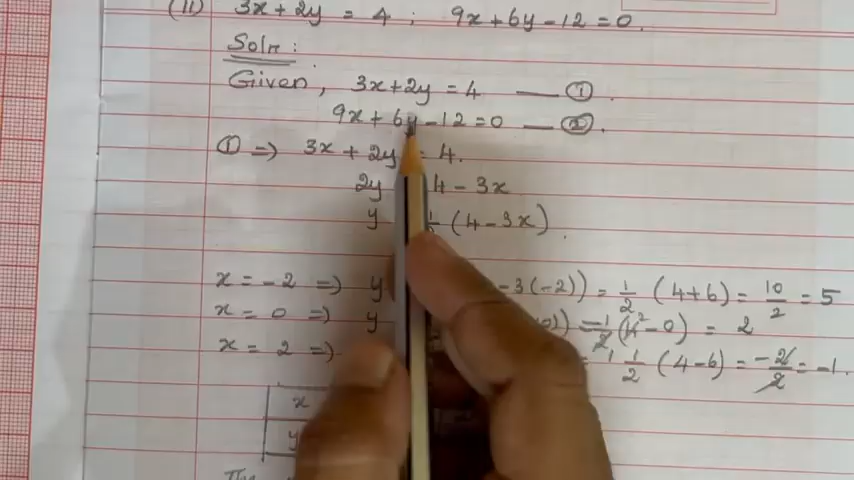 (ii) 3x + 2y = 4 ; 9x + 6y - 12 = 0.
Soln :
Given, 3x + 2y = 4 —— ①.
9x + 6y - 12 = 0 —— ②.
① => 3x + 2y = 4.
2y 4 - 3x
y (4 - 3x).
x = -2 => y -3(-2)) = 1/2 (4+6) = 10/2 = 5
x = 0 => y )) = 1/2 (4 - 0) = 2
x = 2 => 1/2 (4-6) = -2/2 = -1.
x
y